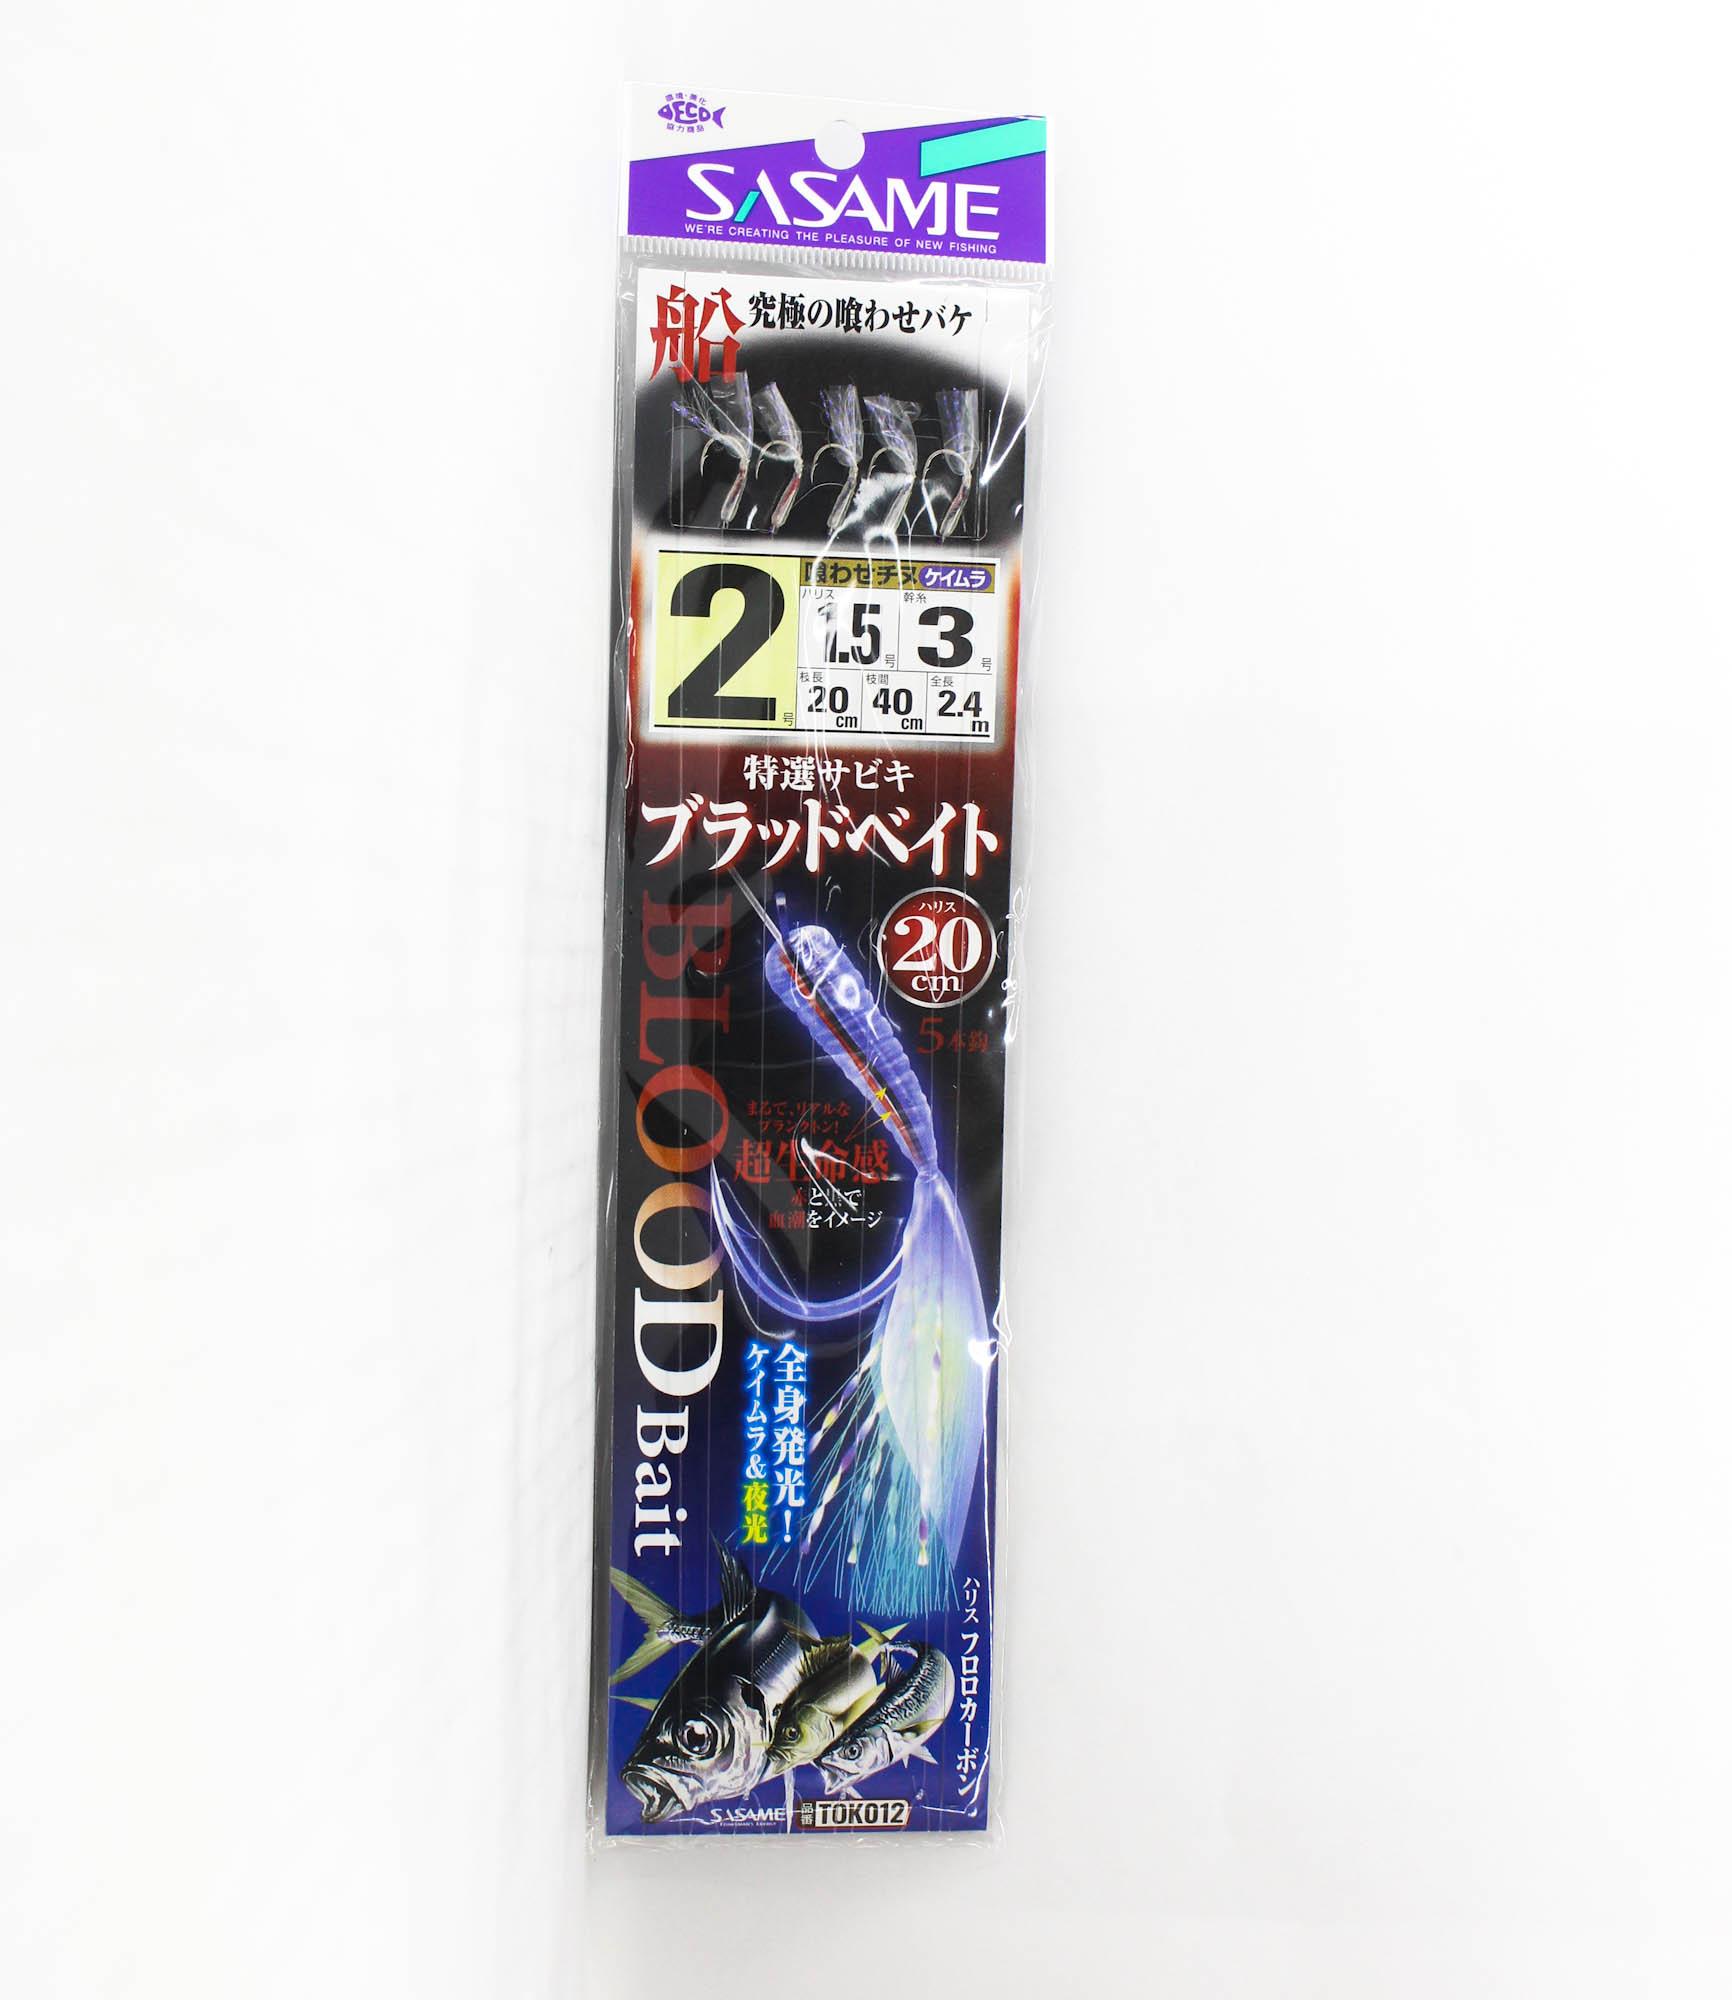 環境・美化
ECO
協力商品
SASAME
WE'RE CREATING THE PLEASURE OF NEW FISHING
船 究極の喰わせバケ
2号
喰わせチヌ ケイムラ
ハリス 1.5号
幹糸 3号
枝長 20cm
枝間 40cm
全長 2.4m
特選サビキ
ブラッドベイト
BLOOD Bait
ハリス
20
cm
5本鈎
まるで、リアルな
プランクトン!
超生命感
赤と黒で
血潮をイメージ
全身発光!
ケイムラ&夜光
ハリス フロロカーボン
SASAME
FISHERMAN'S ENERGY
品番 TOK012